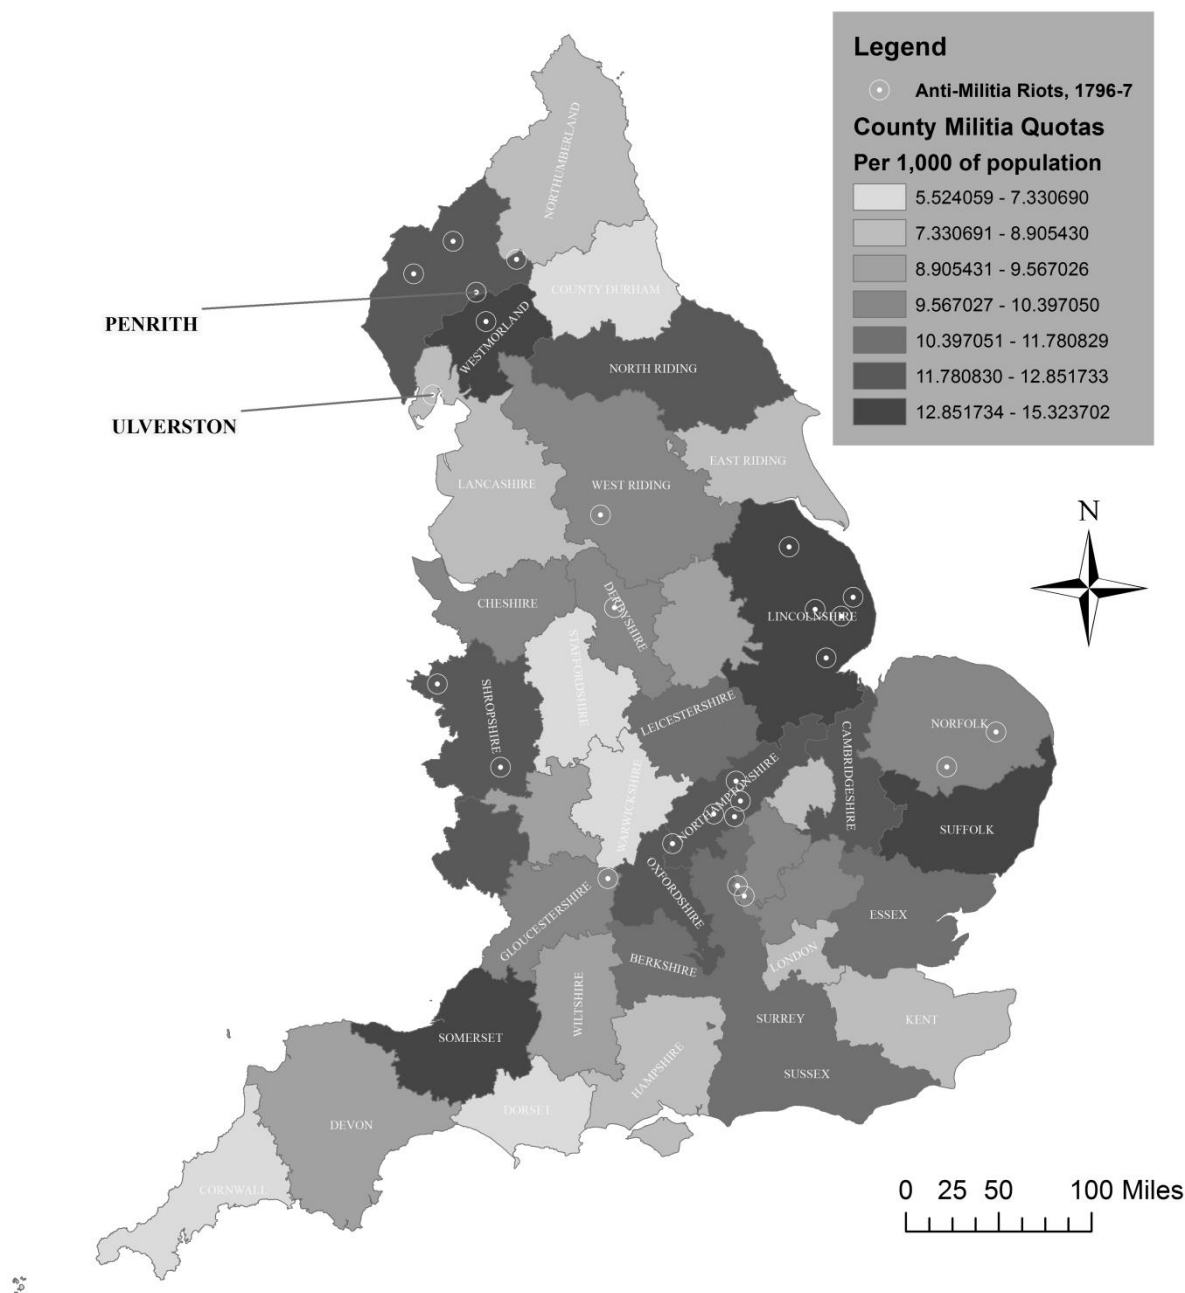 Legend
Anti-Militia Riots, 1796-7
County Militia Quotas
Per 1,000 of population
5.524059 - 7.330690
7.330691 - 8.905430
8.905431 - 9.567026
9.567027 - 10.397050
10.397051 - 11.780829
11.780830 - 12.851733
12.851734 - 15.323702
NORTHUMBERLAND
COUNTY DURHAM
PENRITH
WESTMORLAND
NORTH RIDING
ULVERSTON
EAST RIDING
LANCASHIRE
WEST RIDING
N
CHESHIRE
DERBYSHIRE
LINCOLNSHIRE
STAFFORDSHIRE
SHROPSHIRE
LEICESTERSHIRE
NORFOLK
CAMBRIDGESHIRE
NORTHAMPTONSHIRE
WARWICKSHIRE
SUFFOLK
OXFORDSHIRE
GLOUCESTERSHIRE
ESSEX
LONDON
BERKSHIRE
WILTSHIRE
SURREY
KENT
SOMERSET
HAMPSHIRE
SUSSEX
DORSET
DEVON
CORNWALL
0 25 50 100 Miles